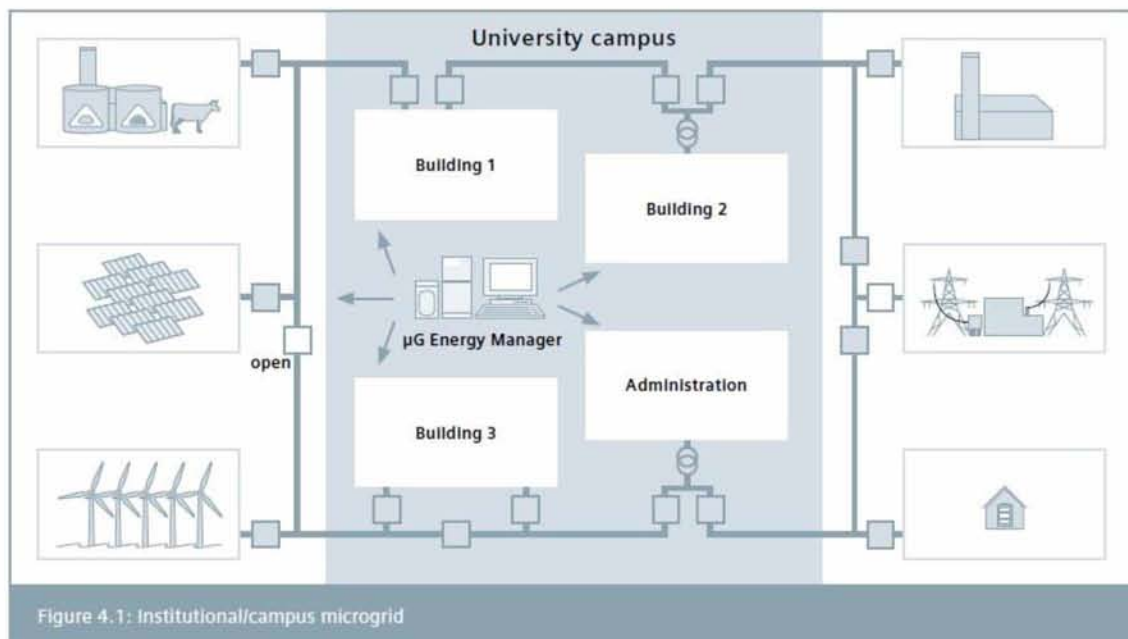 University campus
Building 1
Building 2
µG Energy Manager
open
Administration
Building 3
Figure 4.1: Institutional/campus microgrid